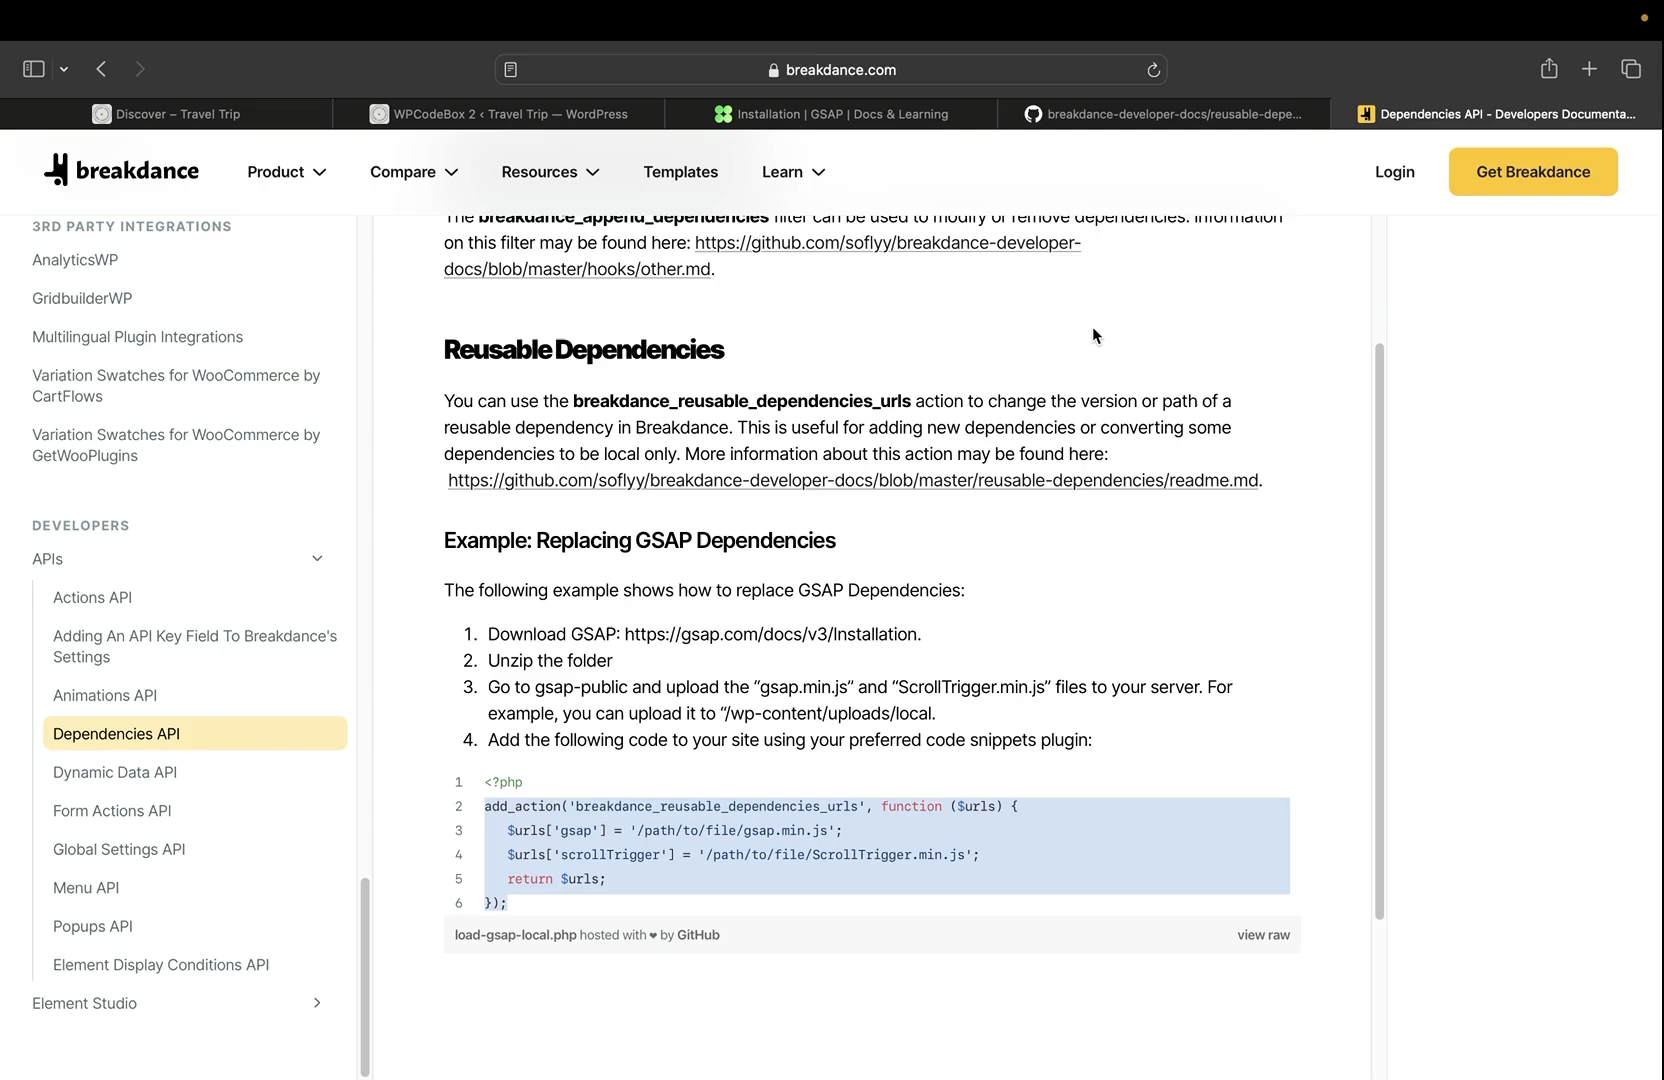 breakdance.com
Discover – Travel Trip
WPCodeBox 2 ‹ Travel Trip — WordPress
Installation | GSAP | Docs & Learning
breakdance-developer-docs/reusable-depe...
Dependencies API - Developers Documenta...
breakdance
Product
Compare
Resources
Templates
Learn
Login
Get Breakdance
3RD PARTY INTEGRATIONS
AnalyticsWP
GridbuilderWP
Multilingual Plugin Integrations
Variation Swatches for WooCommerce by
CartFlows
Variation Swatches for WooCommerce by
GetWooPlugins
DEVELOPERS
APIs
Actions API
Adding An API Key Field To Breakdance's
Settings
Animations API
Dependencies API
Dynamic Data API
Form Actions API
Global Settings API
Menu API
Popups API
Element Display Conditions API
Element Studio
The breakdance_append_dependencies filter can be used to modify or remove dependencies. Information
on this filter may be found here: https://github.com/soflyy/breakdance-developer-
docs/blob/master/hooks/other.md.
Reusable Dependencies
You can use the breakdance_reusable_dependencies_urls action to change the version or path of a
reusable dependency in Breakdance. This is useful for adding new dependencies or converting some
dependencies to be local only. More information about this action may be found here:
https://github.com/soflyy/breakdance-developer-docs/blob/master/reusable-dependencies/readme.md.
Example: Replacing GSAP Dependencies
The following example shows how to replace GSAP Dependencies:
1. Download GSAP: https://gsap.com/docs/v3/Installation.
2. Unzip the folder
3. Go to gsap-public and upload the “gsap.min.js” and “ScrollTrigger.min.js” files to your server. For
example, you can upload it to “/wp-content/uploads/local.
4. Add the following code to your site using your preferred code snippets plugin:
1 <?php
2 add_action('breakdance_reusable_dependencies_urls', function ($urls) {
3 $urls['gsap'] = '/path/to/file/gsap.min.js';
4 $urls['scrollTrigger'] = '/path/to/file/ScrollTrigger.min.js';
5 return $urls;
6 });
load-gsap-local.php hosted with ❤ by GitHub
view raw